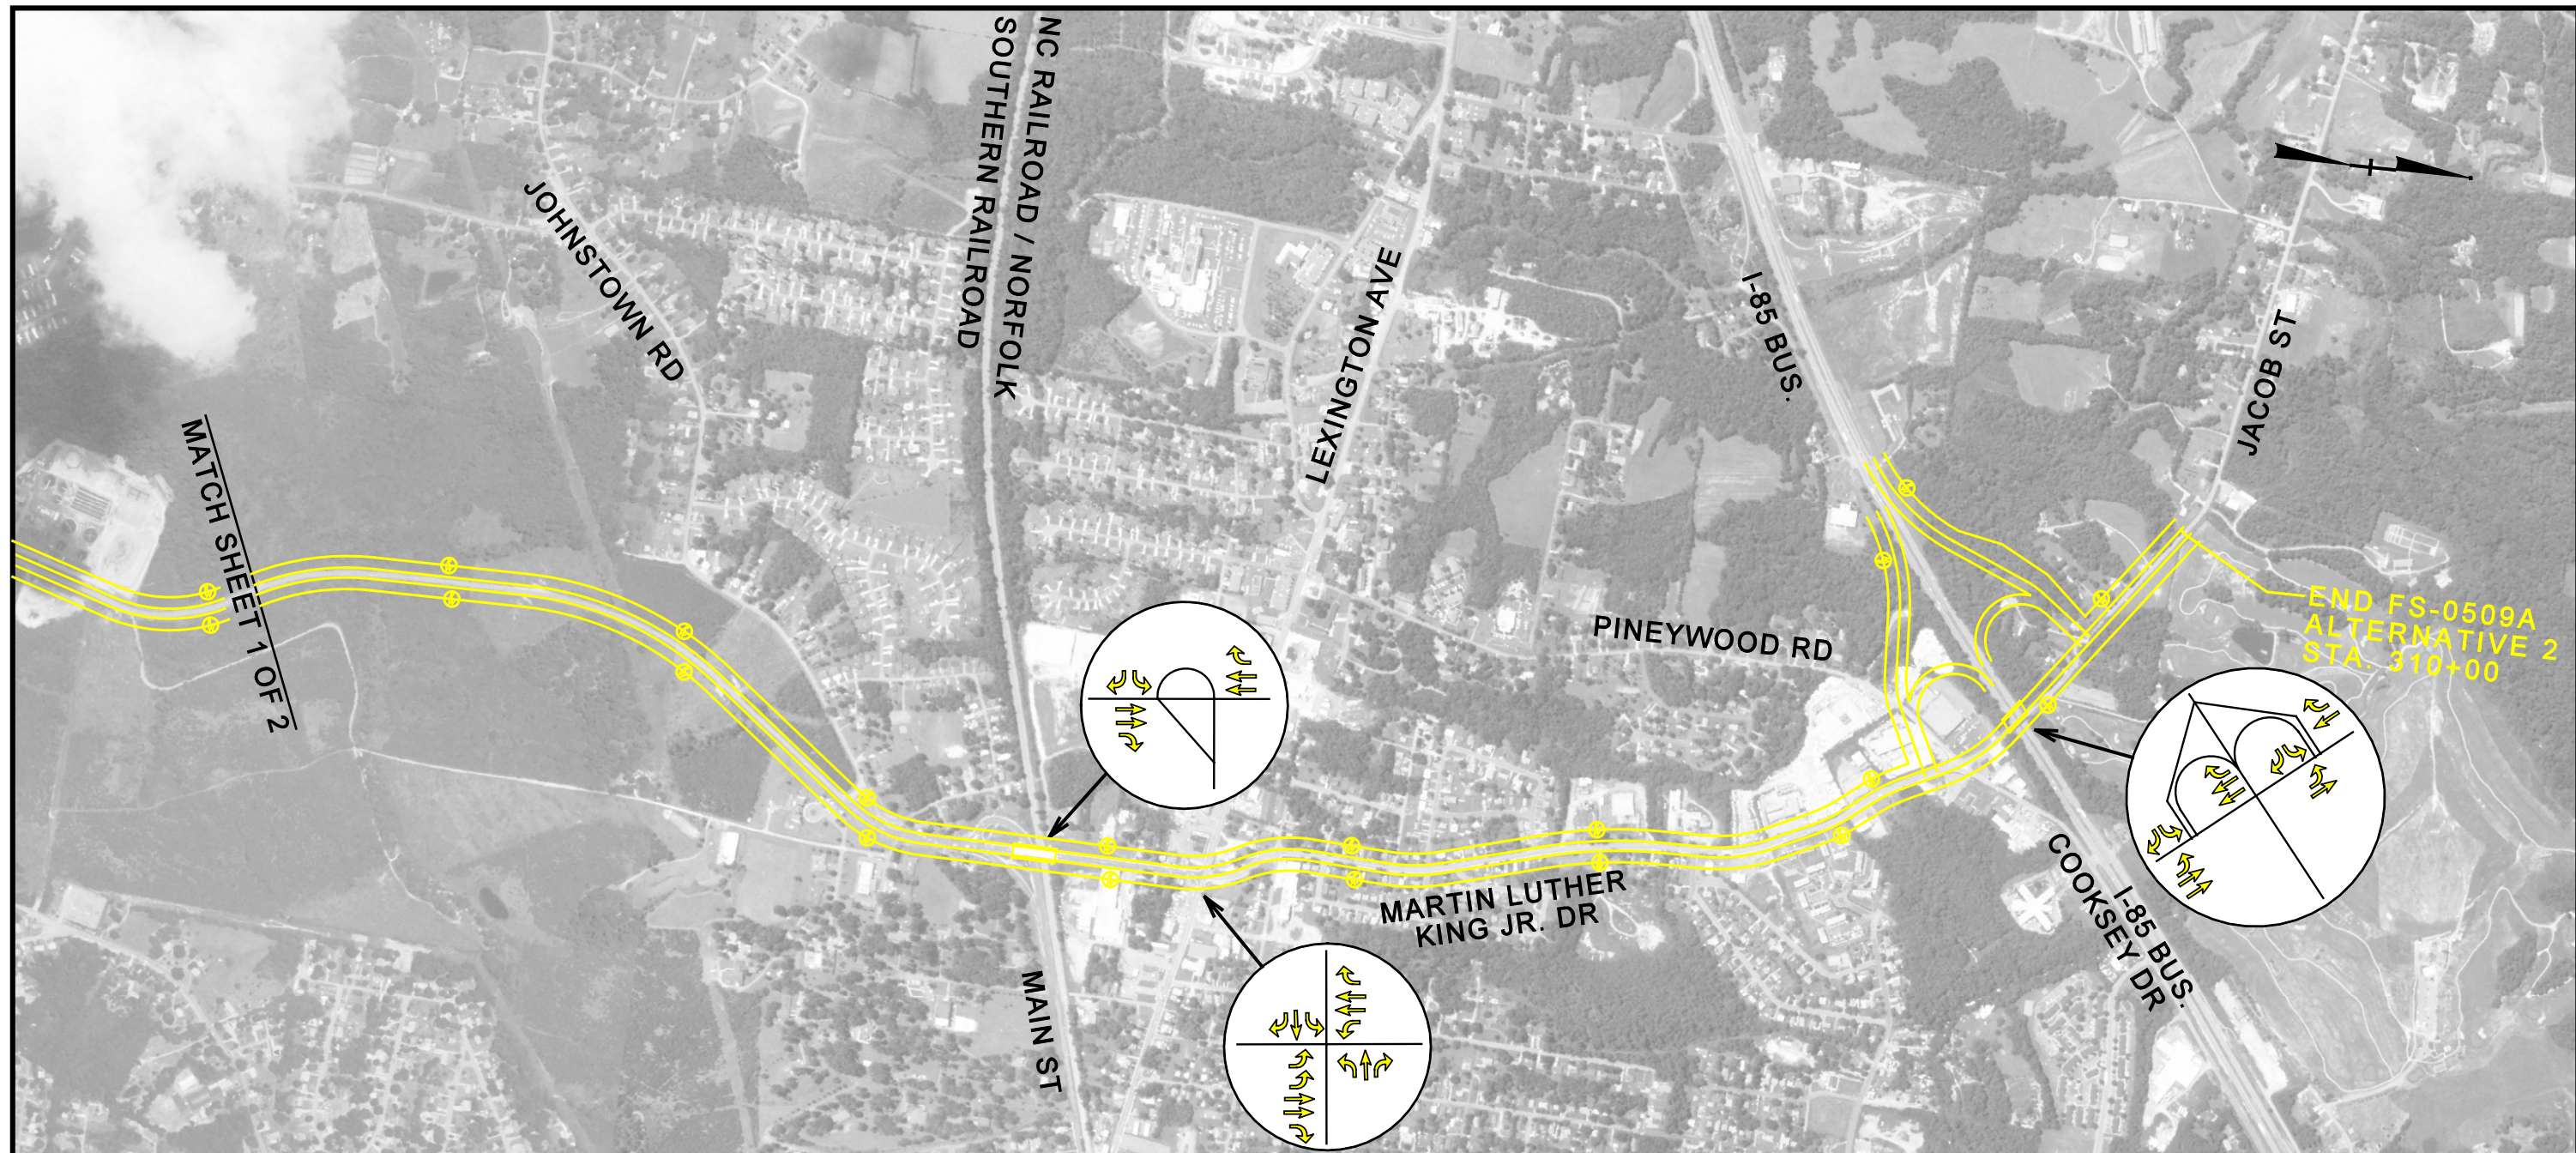 NC RAILROAD / NORFOLK
SOUTHERN RAILROAD
JOHNSTOWN RD
LEXINGTON AVE
I-85 BUS.
JACOB ST
MATCH SHEET 1 OF 2
PINEYWOOD RD
END FS-0509A
ALTERNATIVE 2
STA. 310+00
MARTIN LUTHER
KING JR. DR
MAIN ST
I-85 BUS.
COOKSEY DR